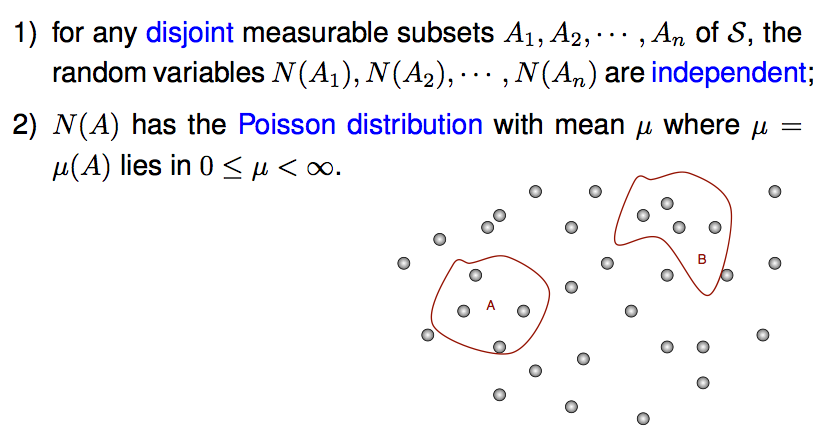 1) for any disjoint measurable subsets A₁, A₂, ··· , Aₙ of 𝒮, the
random variables N(A₁), N(A₂), ··· , N(Aₙ) are independent;
2) N(A) has the Poisson distribution with mean μ where μ =
μ(A) lies in 0 ≤ μ < ∞.
B
A